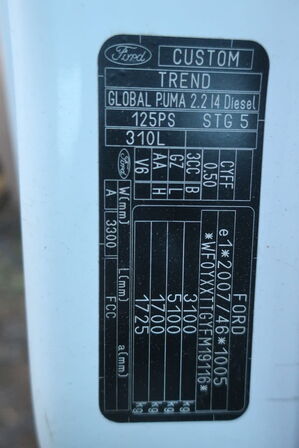 Ford CUSTOM
TREND
GLOBAL PUMA 2.2 I4 Diesel
125PS STG 5
310L
FORD
e1*2007/46*1005
*WF0YXXTTGYFM19116*
3100 kg
5100 kg
1700 kg
1725 kg
CYFF
0.50
3CC B
GZ L
AA H
V6
Ford W(mm) L(mm) a(mm)
A 3300 FCC